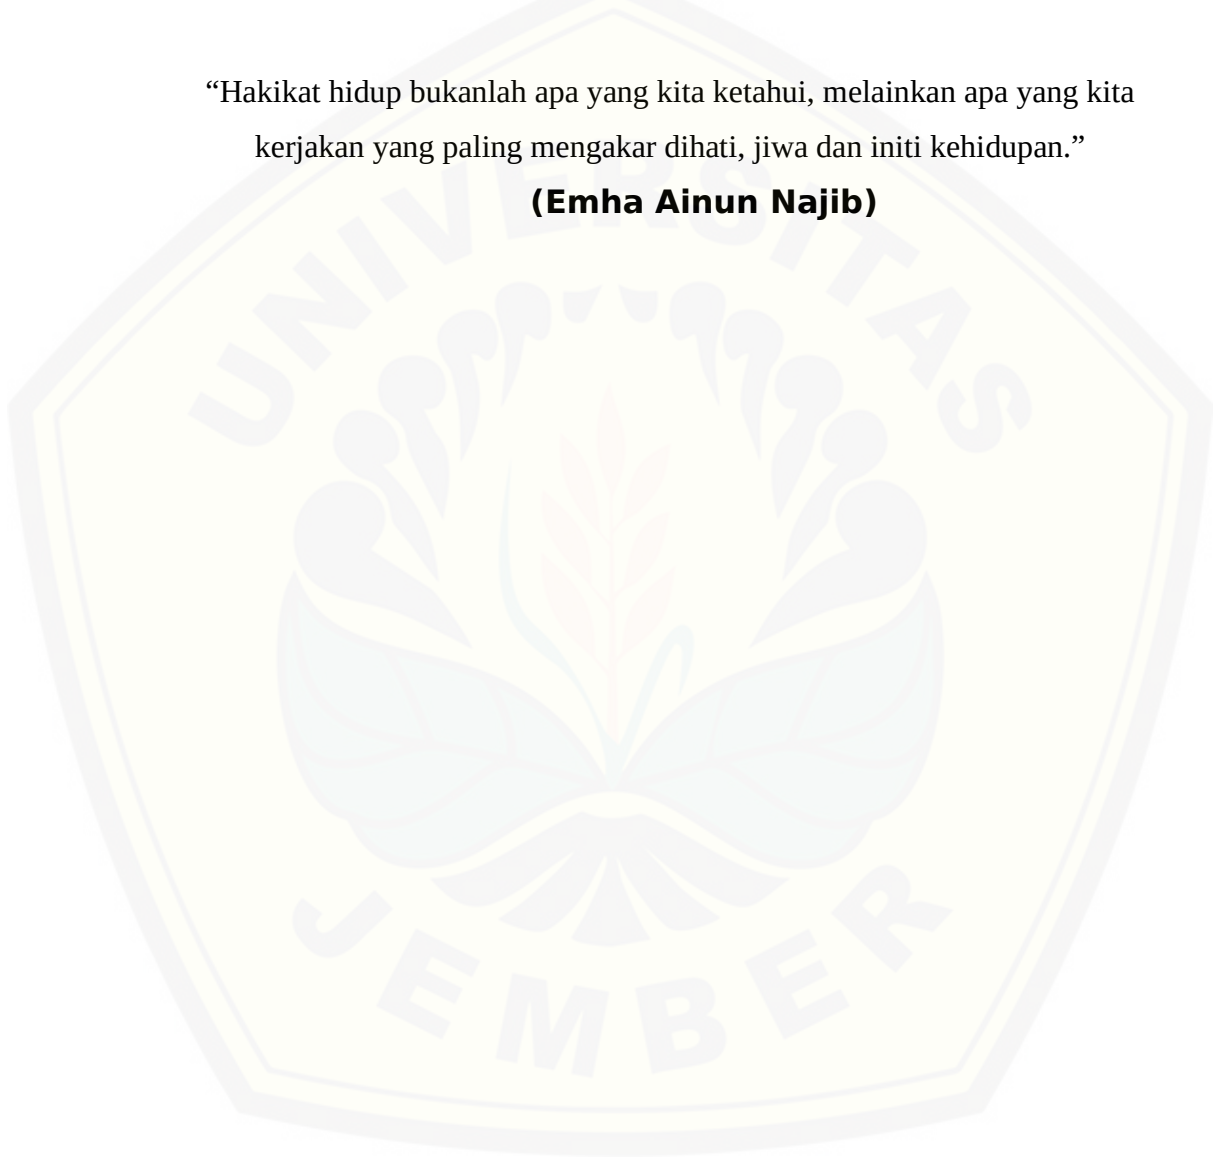 “Hakikat hidup bukanlah apa yang kita ketahui, melainkan apa yang kita
kerjakan yang paling mengakar dihati, jiwa dan initi kehidupan.”
(Emha Ainun Najib)
UNIVERSITAS
JEMBER